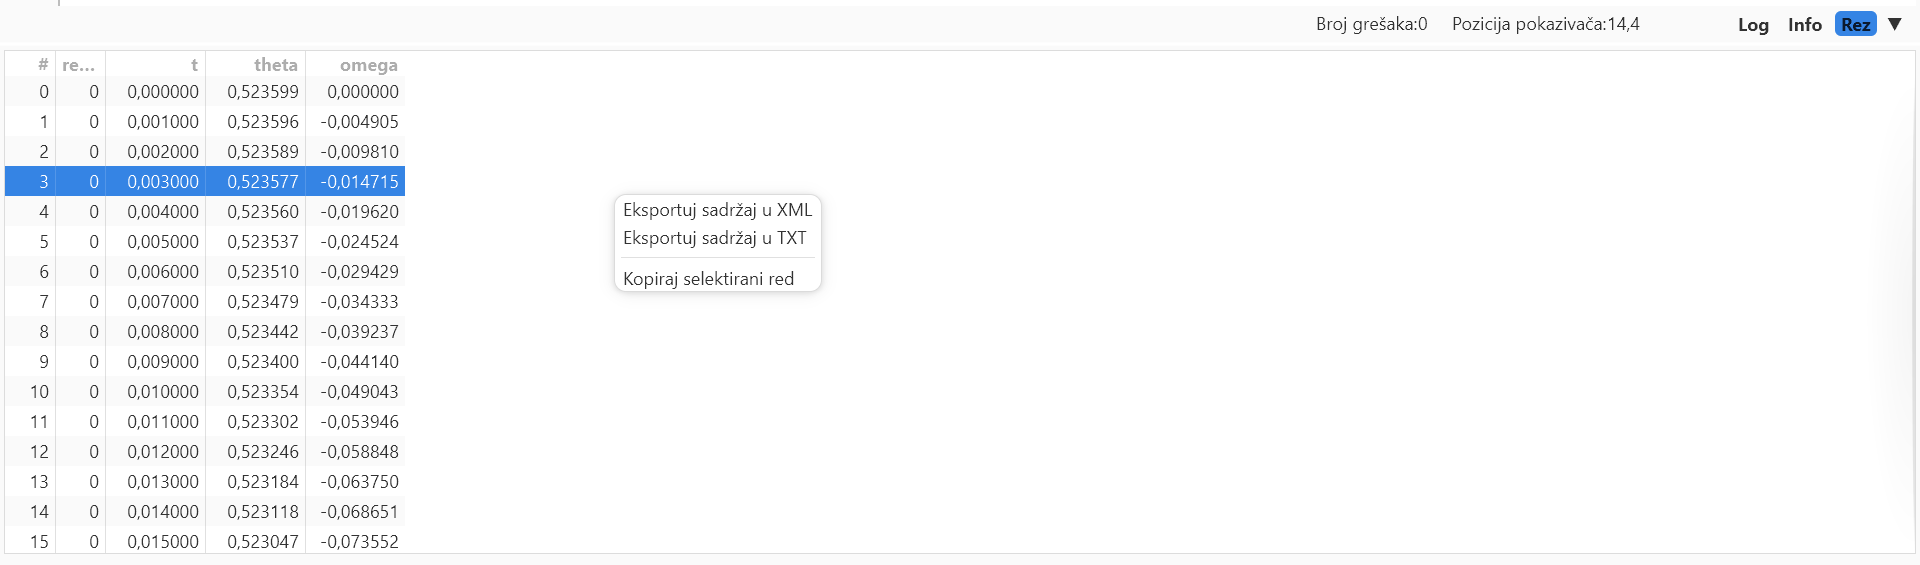 Broj grešaka:0 Pozicija pokazivača:14,4 Log Info Rez ▼
# re... t theta omega
0 0 0,000000 0,523599 0,000000
1 0 0,001000 0,523596 -0,004905
2 0 0,002000 0,523589 -0,009810
3 0 0,003000 0,523577 -0,014715
4 0 0,004000 0,523560 -0,019620
5 0 0,005000 0,523537 -0,024524
6 0 0,006000 0,523510 -0,029429
7 0 0,007000 0,523479 -0,034333
8 0 0,008000 0,523442 -0,039237
9 0 0,009000 0,523400 -0,044140
10 0 0,010000 0,523354 -0,049043
11 0 0,011000 0,523302 -0,053946
12 0 0,012000 0,523246 -0,058848
13 0 0,013000 0,523184 -0,063750
14 0 0,014000 0,523118 -0,068651
15 0 0,015000 0,523047 -0,073552
Eksportuj sadržaj u XML
Eksportuj sadržaj u TXT
Kopiraj selektirani red